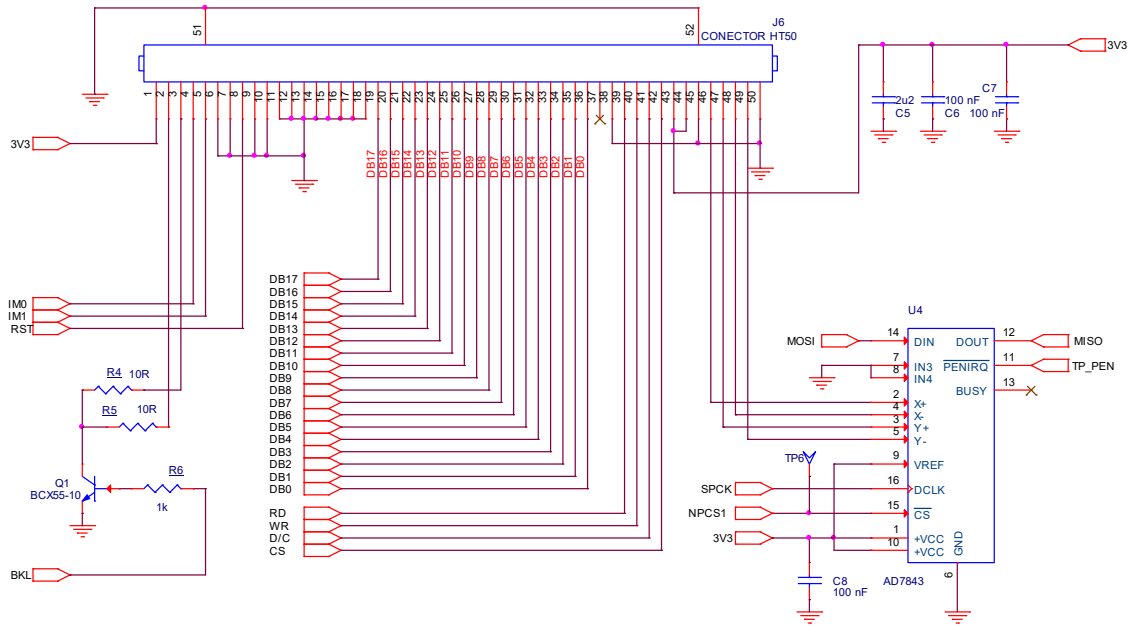 J6
CONECTOR HT50
51
52
1
2
3
4
5
6
7
8
9
10
11
12
13
14
15
16
17
18
19
20
21
22
23
24
25
26
27
28
29
30
31
32
33
34
35
36
37
38
39
40
41
42
43
44
45
46
47
48
49
50
3V3
2u2
C5
100 nF
C6
C7
100 nF
3V3
DB17
DB16
DB15
DB14
DB13
DB12
DB11
DB10
DB9
DB8
DB7
DB6
DB5
DB4
DB3
DB2
DB1
DB0
DB17
DB16
DB15
DB14
DB13
DB12
DB11
DB10
DB9
DB8
DB7
DB6
DB5
DB4
DB3
DB2
DB1
DB0
RD
WR
D/C
CS
IM0
IM1
RST
R4 10R
R5 10R
Q1
BCX55-10
R6
1k
BKL
U4
MOSI
14 DIN
DOUT 12
MISO
7 IN3
8 IN4
PENIRQ 11
TP_PEN
BUSY 13
2 X+
4 X-
3 Y+
5 Y-
TP6
9 VREF
SPCK
16 DCLK
NPCS1
15 CS
3V3
1 +VCC
10 +VCC
GND
6
C8
100 nF
AD7843